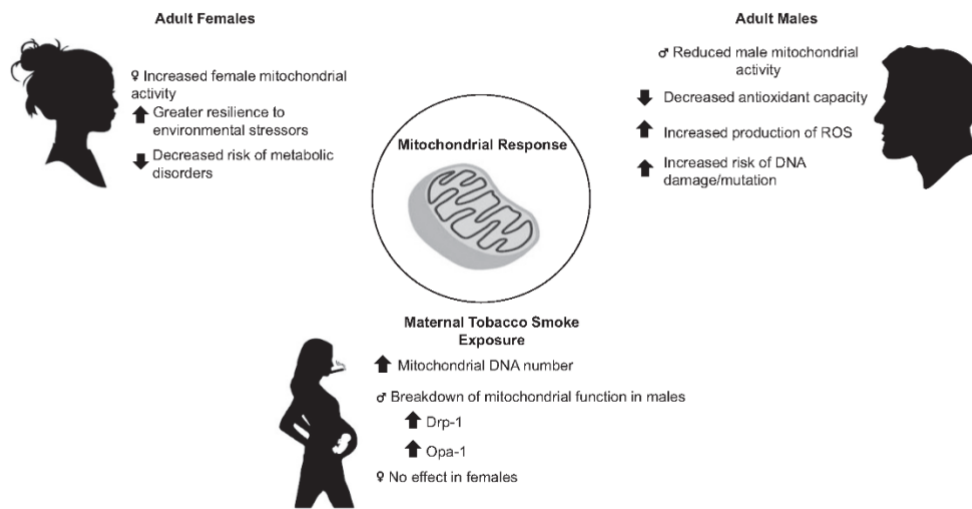 Adult Females
♀ Increased female mitochondrial
activity
Greater resilience to
environmental stressors
Decreased risk of metabolic
disorders
Adult Males
♂ Reduced male mitochondrial
activity
Decreased antioxidant capacity
Increased production of ROS
Increased risk of DNA
damage/mutation
Mitochondrial Response
Maternal Tobacco Smoke
Exposure
Mitochondrial DNA number
♂ Breakdown of mitochondrial function in males
Drp-1
Opa-1
♀ No effect in females